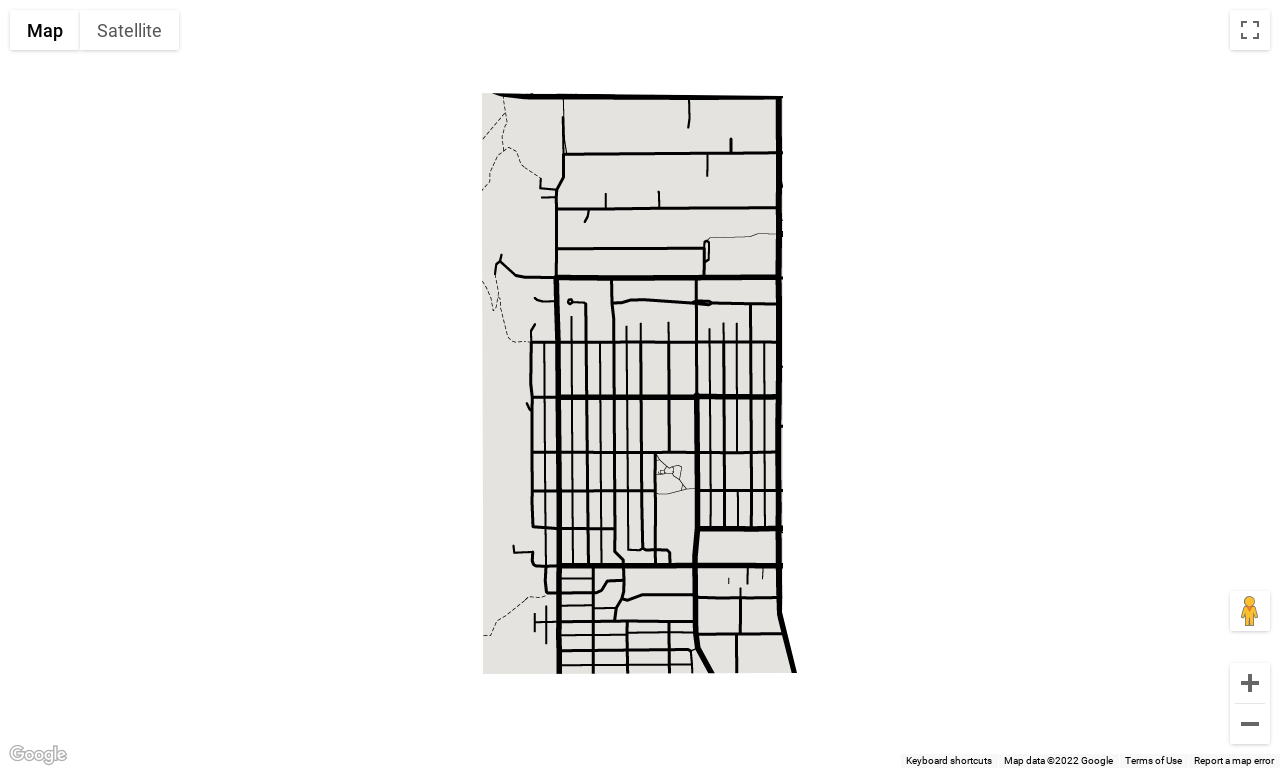 Map Satellite
Google
Keyboard shortcuts Map data ©2022 Google Terms of Use Report a map error